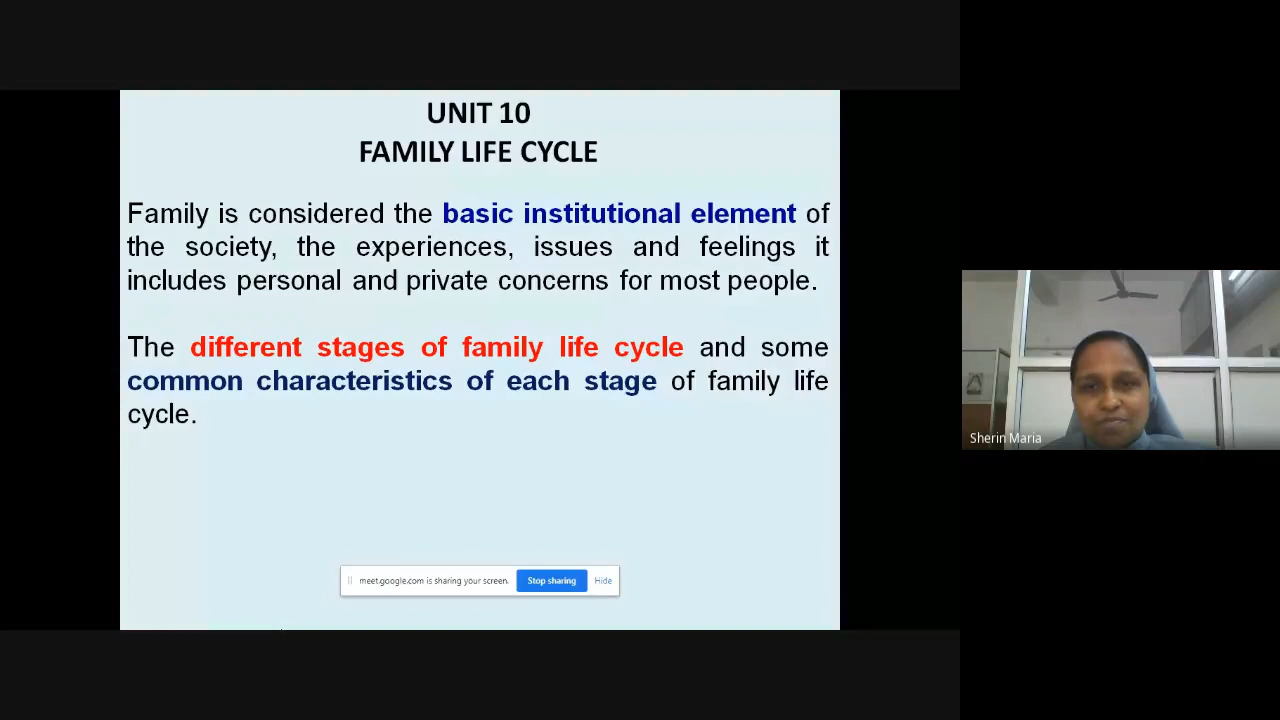 UNIT 10
FAMILY LIFE CYCLE
Family is considered the basic institutional element of
the society, the experiences, issues and feelings it
includes personal and private concerns for most people.
The different stages of family life cycle and some
common characteristics of each stage of family life
cycle.
meet.google.com is sharing your screen. Stop sharing Hide
Sherin Maria